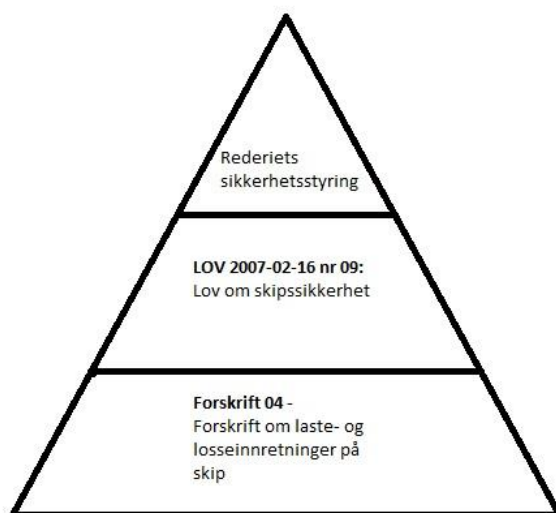 Rederiets
sikkerhetsstyring
LOV 2007-02-16 nr 09:
Lov om skipssikkerhet
Forskrift 04 -
Forskrift om laste- og
losseinnretninger på
skip